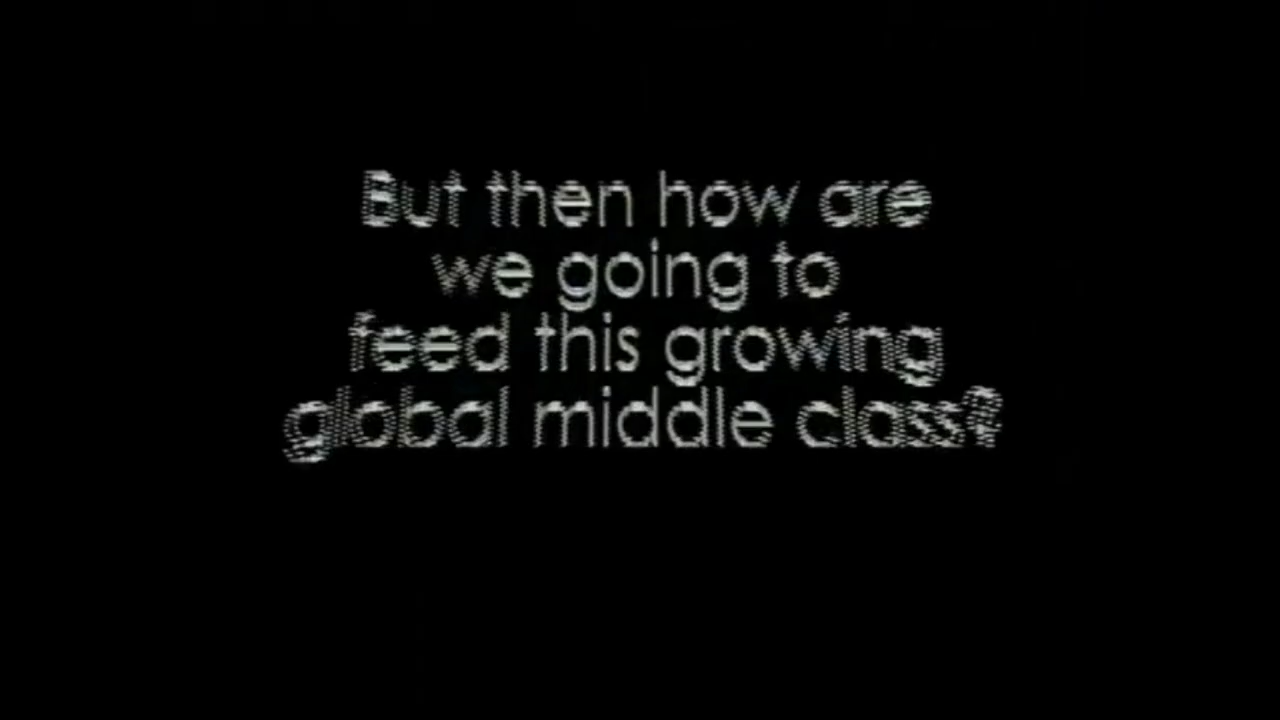 But then how are
we going to
feed this growing
global middle class?